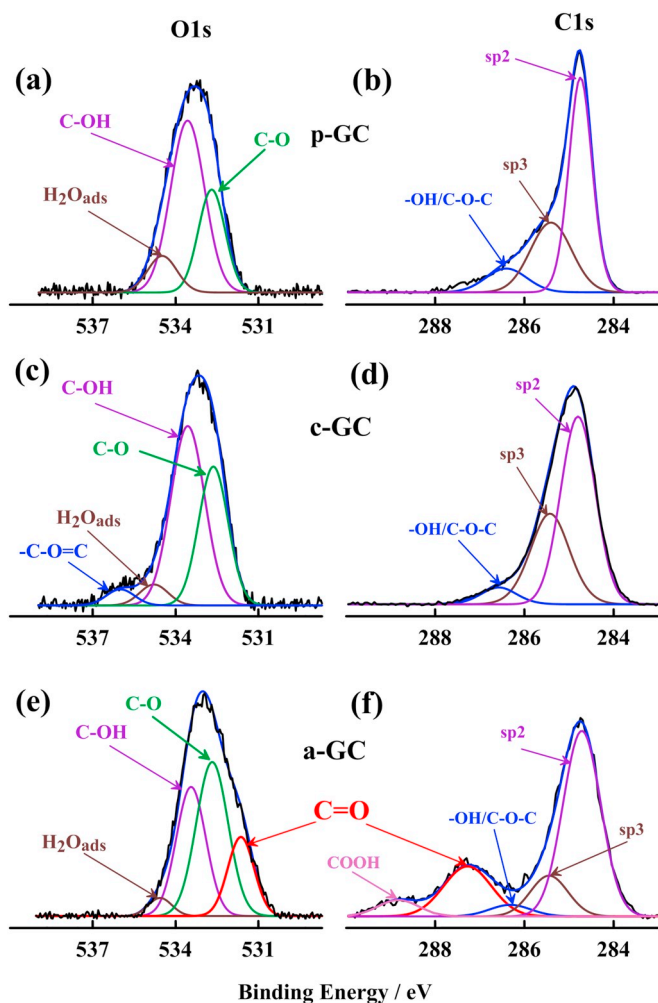 O1s C1s
(a) (b)
sp2
C-OH C-O p-GC
sp3
H2Oads -OH/C-O-C
537 534 531 288 286 284
(c) (d)
C-OH sp2
c-GC
C-O sp3
H2Oads -OH/C-O-C
-C-O=C
537 534 531 288 286 284
(e) (f)
C-O
C-OH a-GC sp2
C=O -OH/C-O-C
H2Oads COOH sp3
537 534 531 288 286 284
Binding Energy / eV